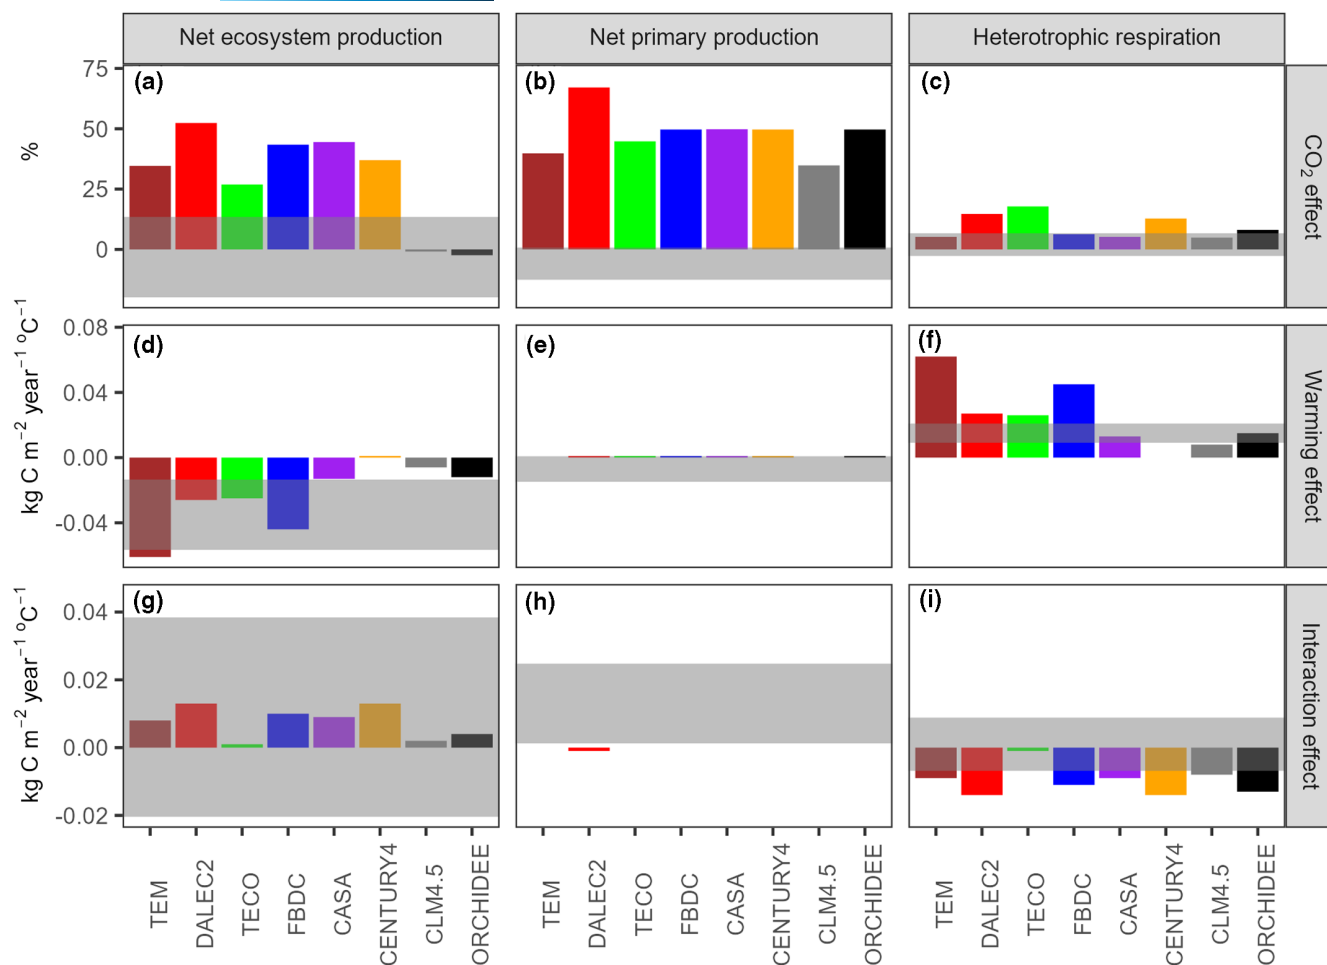 Net ecosystem production
Net primary production
Heterotrophic respiration
75
50
25
0
%
(a)
(b)
(c)
CO₂ effect
0.08
0.04
0.00
-0.04
kg C m⁻² year⁻¹ °C⁻¹
(d)
(e)
(f)
Warming effect
0.04
0.02
0.00
-0.02
kg C m⁻² year⁻¹ °C⁻¹
(g)
(h)
(i)
Interaction effect
TEM
DALEC2
TECO
FBDC
CASA
CENTURY4
CLM4.5
ORCHIDEE
TEM
DALEC2
TECO
FBDC
CASA
CENTURY4
CLM4.5
ORCHIDEE
TEM
DALEC2
TECO
FBDC
CASA
CENTURY4
CLM4.5
ORCHIDEE